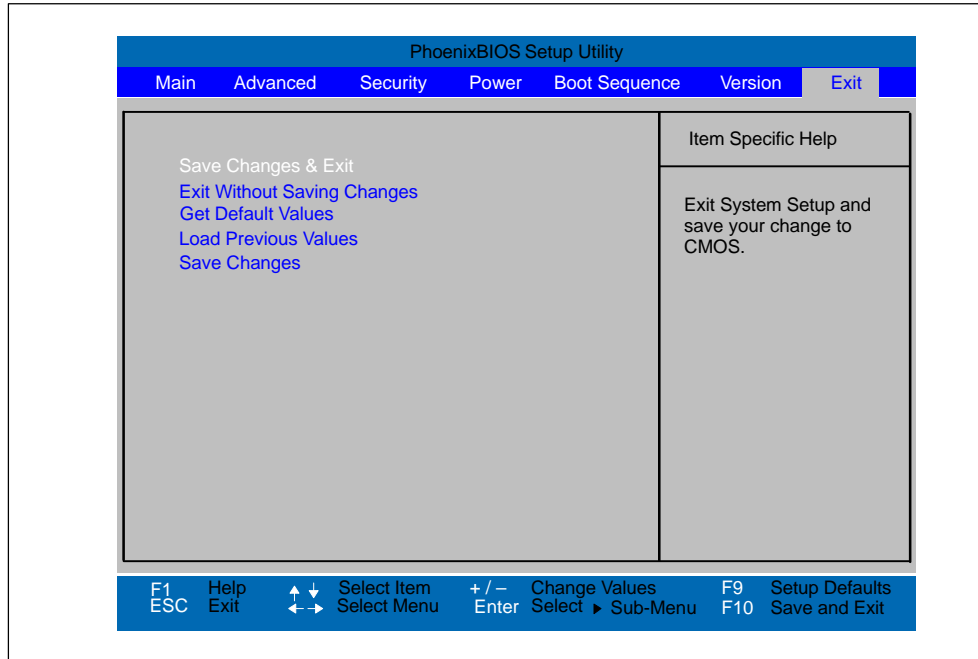 PhoenixBIOS Setup Utility
Main Advanced Security Power Boot Sequence Version Exit
Save Changes & Exit
Exit Without Saving Changes
Get Default Values
Load Previous Values
Save Changes
Item Specific Help
Exit System Setup and
save your change to
CMOS.
F1 Help Select Item + / – Change Values F9 Setup Defaults
ESC Exit Select Menu Enter Select Sub-Menu F10 Save and Exit